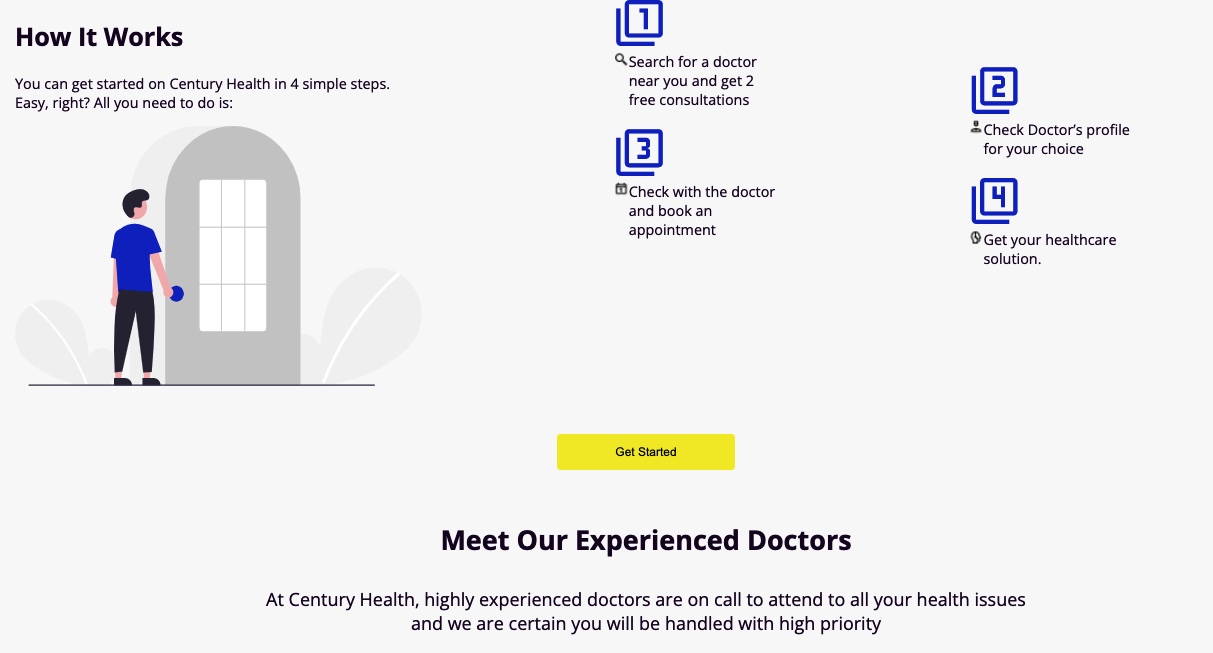 How It Works
You can get started on Century Health in 4 simple steps.
Easy, right? All you need to do is:
1
Search for a doctor
near you and get 2
free consultations
2
Check Doctor's profile
for your choice
3
Check with the doctor
and book an
appointment
4
Get your healthcare
solution.
Get Started
Meet Our Experienced Doctors
At Century Health, highly experienced doctors are on call to attend to all your health issues
and we are certain you will be handled with high priority